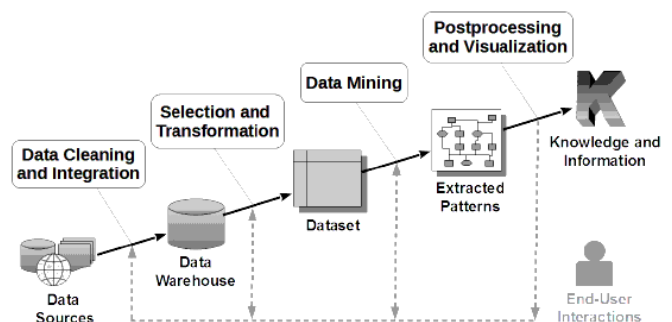 Postprocessing
and Visualization
Data Mining
Selection and
Transformation
Data Cleaning
and Integration
K
Knowledge and
Information
Extracted
Patterns
Dataset
Data
Warehouse
Data
Sources
End-User
Interactions